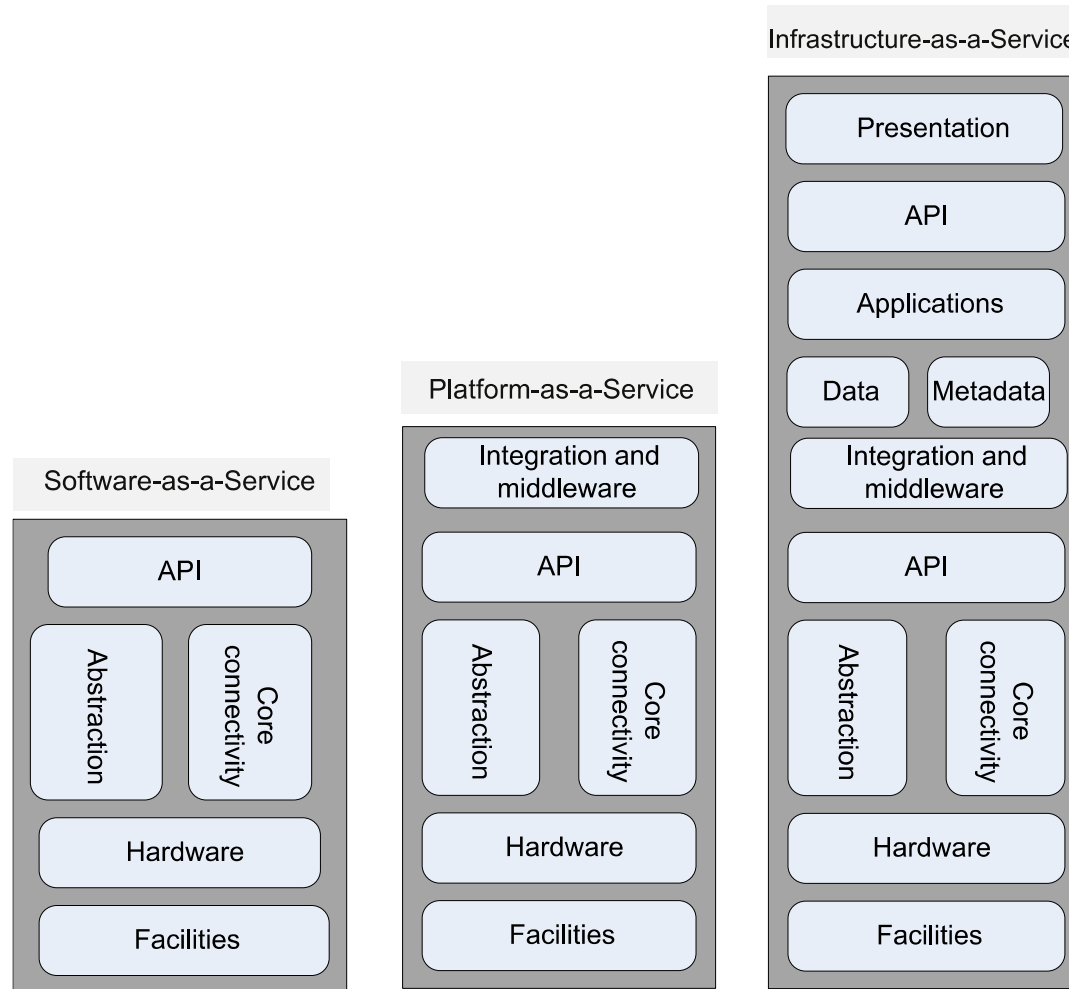 Infrastructure-as-a-Service
Presentation
API
Applications
Data
Metadata
Integration and
middleware
API
Abstraction
Core
connectivity
Hardware
Facilities
Platform-as-a-Service
Integration and
middleware
API
Abstraction
Core
connectivity
Hardware
Facilities
Software-as-a-Service
API
Abstraction
Core
connectivity
Hardware
Facilities